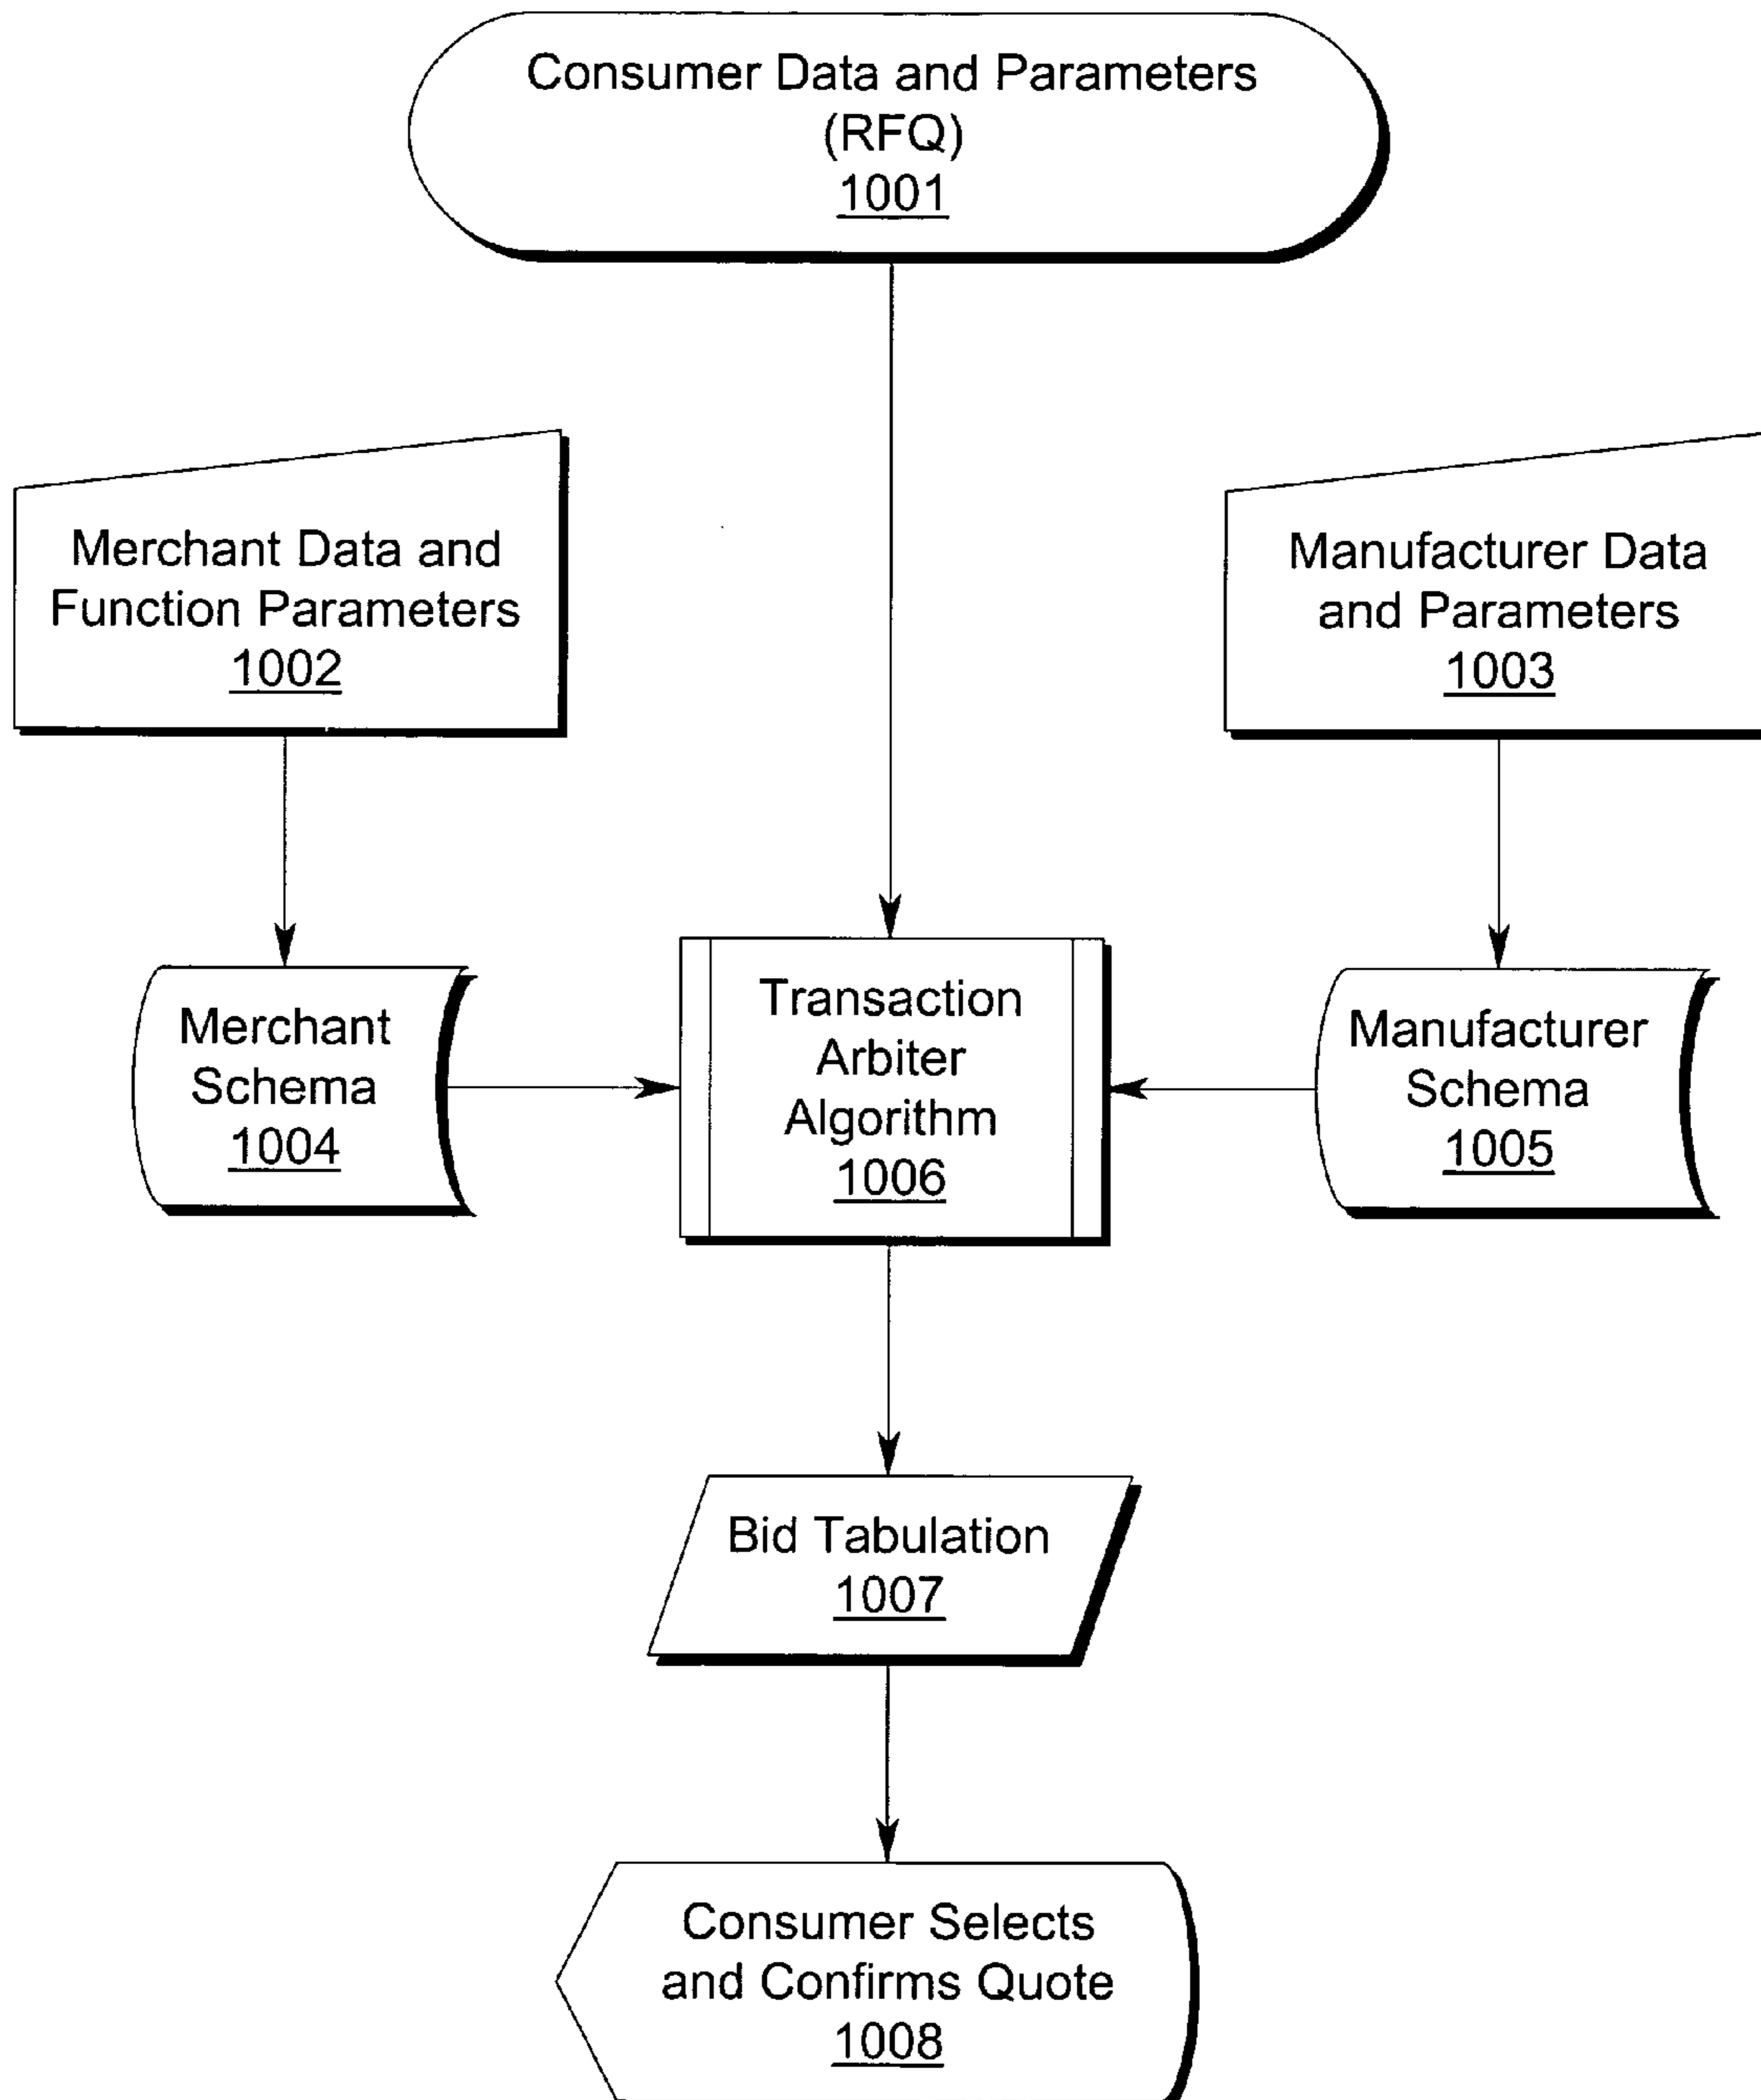 Consumer Data and Parameters
(RFQ)
1001
Merchant Data and
Function Parameters
1002
Manufacturer Data
and Parameters
1003
Merchant
Schema
1004
Transaction
Arbiter
Algorithm
1006
Manufacturer
Schema
1005
Bid Tabulation
1007
Consumer Selects
and Confirms Quote
1008